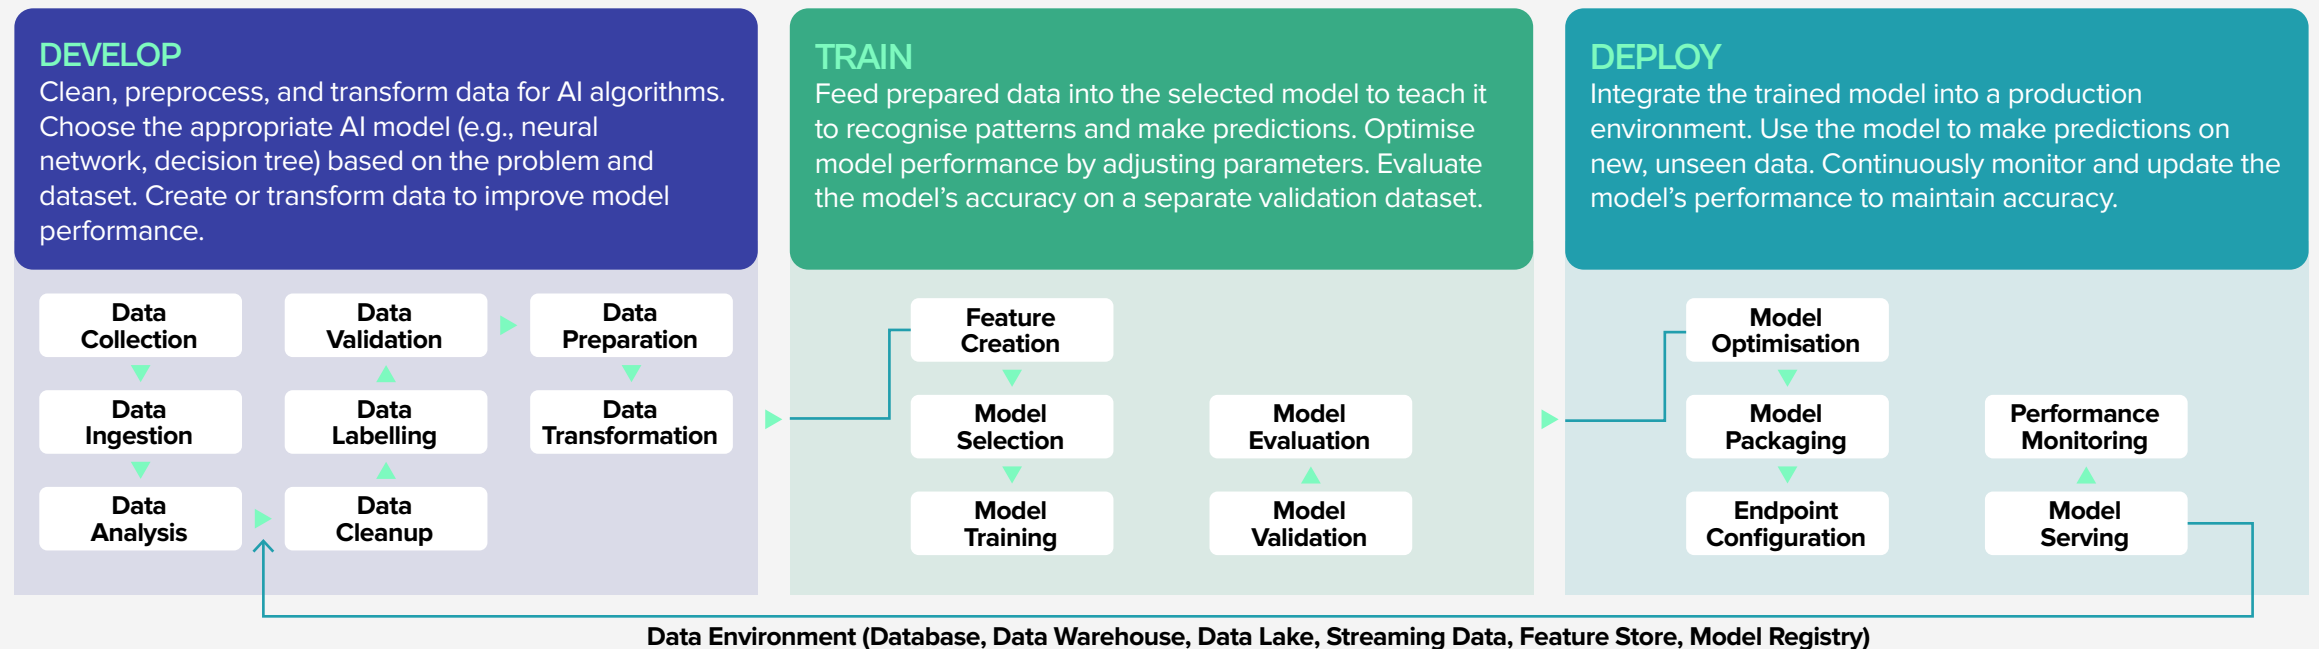 DEVELOP
Clean, preprocess, and transform data for AI algorithms.
Choose the appropriate AI model (e.g., neural
network, decision tree) based on the problem and
dataset. Create or transform data to improve model
performance.
Data
Collection
Data
Ingestion
Data
Analysis
Data
Cleanup
Data
Labelling
Data
Validation
Data
Preparation
Data
Transformation
TRAIN
Feed prepared data into the selected model to teach it
to recognise patterns and make predictions. Optimise
model performance by adjusting parameters. Evaluate
the model’s accuracy on a separate validation dataset.
Feature
Creation
Model
Selection
Model
Training
Model
Validation
Model
Evaluation
DEPLOY
Integrate the trained model into a production
environment. Use the model to make predictions on
new, unseen data. Continuously monitor and update the
model’s performance to maintain accuracy.
Model
Optimisation
Model
Packaging
Endpoint
Configuration
Model
Serving
Performance
Monitoring
Data Environment (Database, Data Warehouse, Data Lake, Streaming Data, Feature Store, Model Registry)